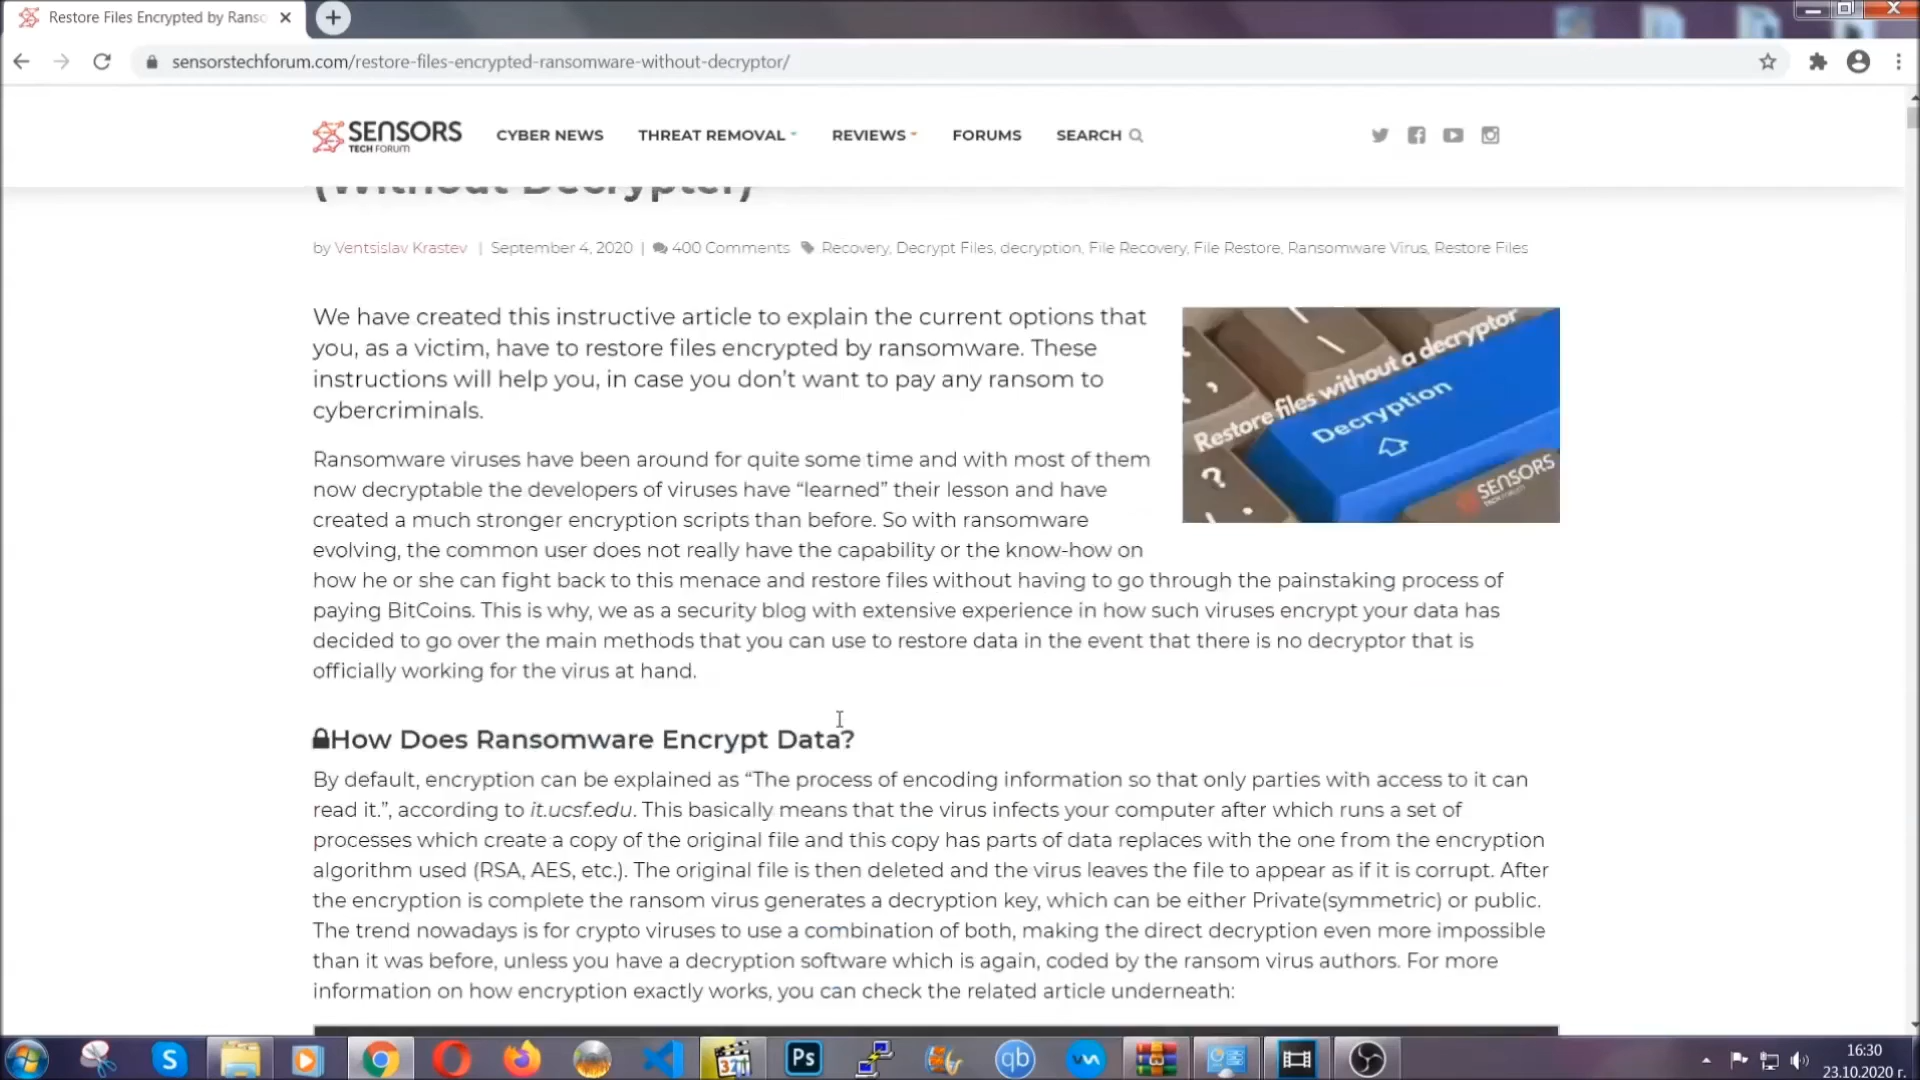 Restore Files Encrypted by Ranso
sensorstechforum.com/restore-files-encrypted-ransomware-without-decryptor/
SENSORS
TECH FORUM
CYBER NEWS
THREAT REMOVAL
REVIEWS
FORUMS
SEARCH
(Without Decrypter)
by Ventsislav Krastev | September 4, 2020 | 400 Comments Recovery, Decrypt Files, decryption, File Recovery, File Restore, Ransomware Virus, Restore Files
We have created this instructive article to explain the current options that
you, as a victim, have to restore files encrypted by ransomware. These
instructions will help you, in case you don’t want to pay any ransom to
cybercriminals.
Restore files without a decryptor
Decryption
SENSORS
Ransomware viruses have been around for quite some time and with most of them
now decryptable the developers of viruses have “learned” their lesson and have
created a much stronger encryption scripts than before. So with ransomware
evolving, the common user does not really have the capability or the know-how on
how he or she can fight back to this menace and restore files without having to go through the painstaking process of
paying BitCoins. This is why, we as a security blog with extensive experience in how such viruses encrypt your data has
decided to go over the main methods that you can use to restore data in the event that there is no decryptor that is
officially working for the virus at hand.
How Does Ransomware Encrypt Data?
By default, encryption can be explained as “The process of encoding information so that only parties with access to it can
read it.”, according to it.ucsf.edu. This basically means that the virus infects your computer after which runs a set of
processes which create a copy of the original file and this copy has parts of data replaces with the one from the encryption
algorithm used (RSA, AES, etc.). The original file is then deleted and the virus leaves the file to appear as if it is corrupt. After
the encryption is complete the ransom virus generates a decryption key, which can be either Private(symmetric) or public.
The trend nowadays is for crypto viruses to use a combination of both, making the direct decryption even more impossible
than it was before, unless you have a decryption software which is again, coded by the ransom virus authors. For more
information on how encryption exactly works, you can check the related article underneath:
S
Ps
qb
16:30
23.10.2020 г.